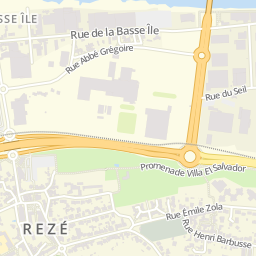 Rue de la Basse Île
SSE ÎLE
Rue Abbé Grégoire
Rue du Seil
Promenade Villa El Salvador
Rue Émile Zola
REZÉ
Rue Henri Barbusse